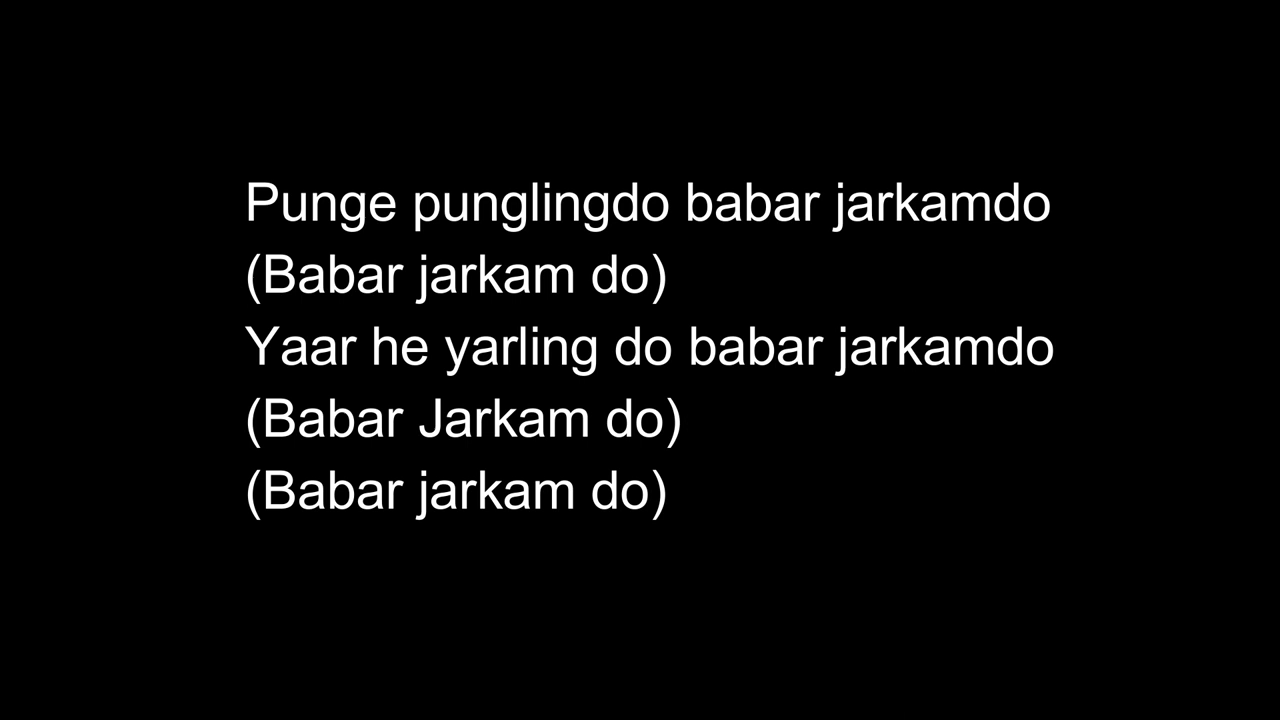 Punge punglingdo babar jarkamdo
(Babar jarkam do)
Yaar he yarling do babar jarkamdo
(Babar Jarkam do)
(Babar jarkam do)